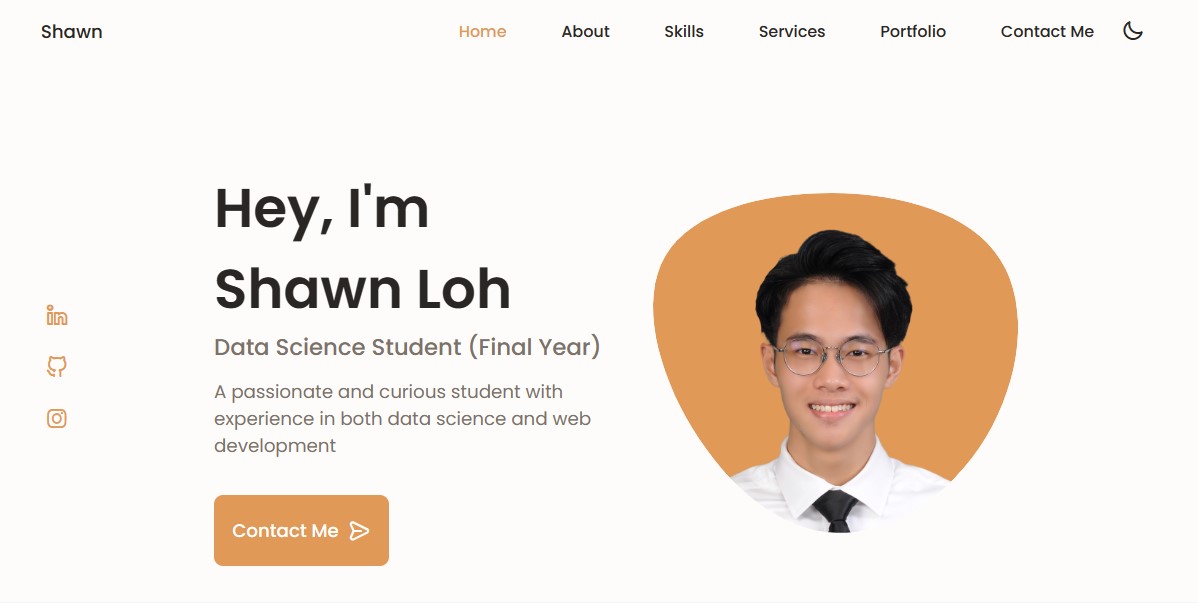 Shawn
Home About Skills Services Portfolio Contact Me
Hey, I'm
Shawn Loh
Data Science Student (Final Year)
A passionate and curious student with
experience in both data science and web
development
Contact Me